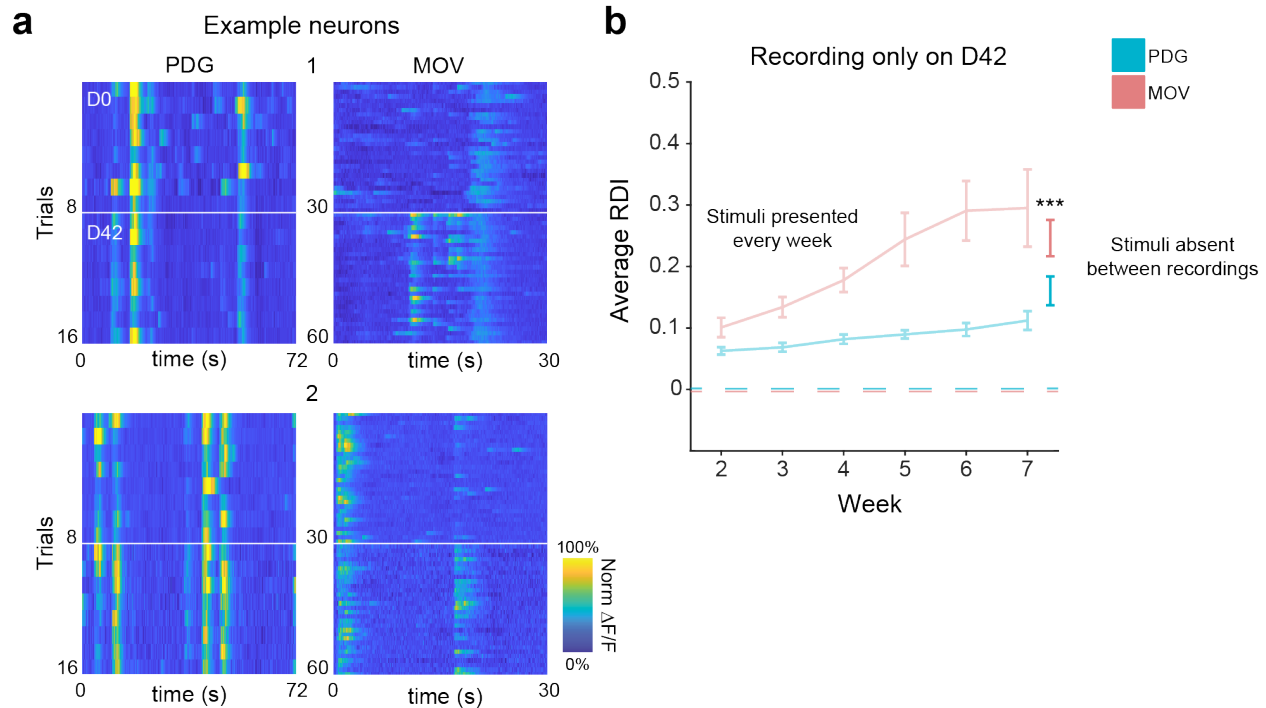 a
Example neurons
PDG
1
MOV
D0
D42
Trials
8
16
0
time (s)
72
30
60
0
time (s)
30
2
Trials
8
16
0
time (s)
72
30
60
0
time (s)
30
100%
Norm ΔF/F
0%
b
Recording only on D42
PDG
MOV
Average RDI
0.5
0.4
0.3
0.2
0.1
0
Stimuli presented
every week
***
Stimuli absent
between recordings
2
3
4
5
6
7
Week